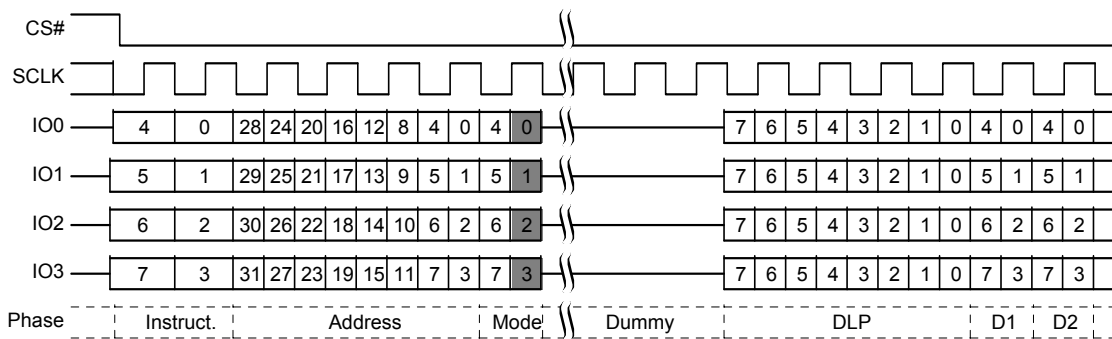 CS#
SCLK
IO0 4 0 28 24 20 16 12 8 4 0 4 0 7 6 5 4 3 2 1 0 4 0 4 0
IO1 5 1 29 25 21 17 13 9 5 1 5 1 7 6 5 4 3 2 1 0 5 1 5 1
IO2 6 2 30 26 22 18 14 10 6 2 6 2 7 6 5 4 3 2 1 0 6 2 6 2
IO3 7 3 31 27 23 19 15 11 7 3 7 3 7 6 5 4 3 2 1 0 7 3 7 3
Phase Instruct. Address Mode Dummy DLP D1 D2